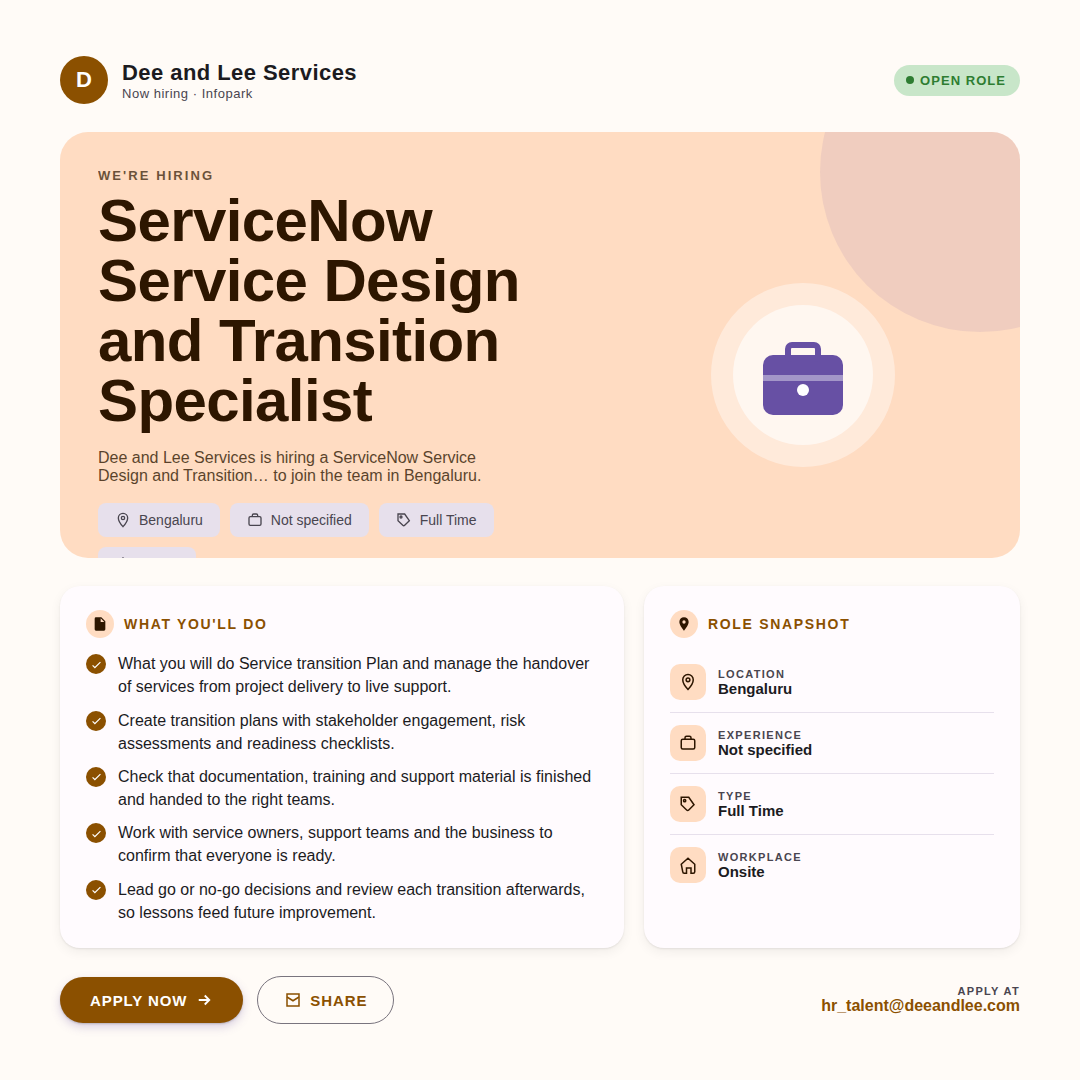 D
Dee and Lee Services
Now hiring · Infopark
OPEN ROLE
WE'RE HIRING
ServiceNow
Service Design
and Transition
Specialist
Dee and Lee Services is hiring a ServiceNow Service
Design and Transition… to join the team in Bengaluru.
Bengaluru
Not specified
Full Time
WHAT YOU'LL DO
What you will do Service transition Plan and manage the handover
of services from project delivery to live support.
Create transition plans with stakeholder engagement, risk
assessments and readiness checklists.
Check that documentation, training and support material is finished
and handed to the right teams.
Work with service owners, support teams and the business to
confirm that everyone is ready.
Lead go or no-go decisions and review each transition afterwards,
so lessons feed future improvement.
ROLE SNAPSHOT
LOCATION
Bengaluru
EXPERIENCE
Not specified
TYPE
Full Time
WORKPLACE
Onsite
APPLY NOW
SHARE
APPLY AT
hr_talent@deeandlee.com